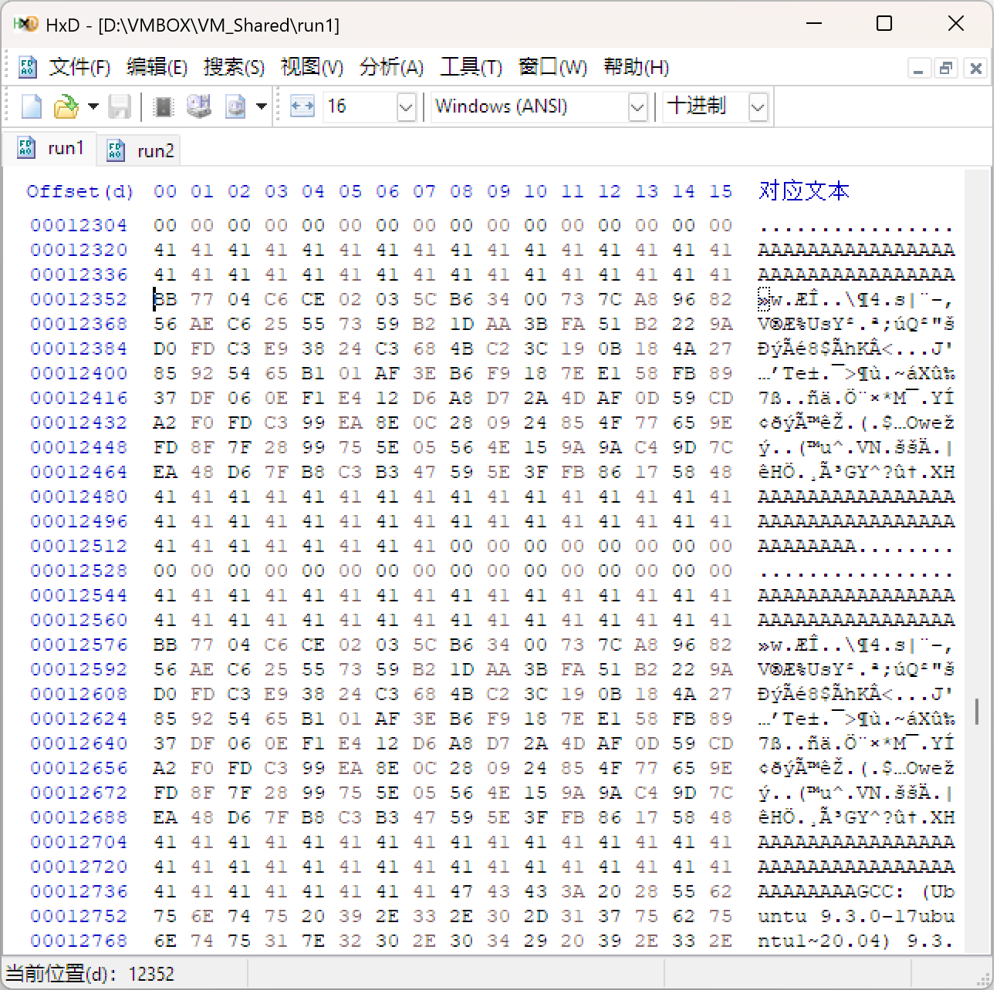 HxD - [D:\VMBOX\VM_Shared\run1]
文件(F) 编辑(E) 搜索(S) 视图(V) 分析(A) 工具(T) 窗口(W) 帮助(H)
16 Windows (ANSI) 十进制
run1 run2
Offset(d) 00 01 02 03 04 05 06 07 08 09 10 11 12 13 14 15 对应文本
00012304 00 00 00 00 00 00 00 00 00 00 00 00 00 00 00 00 ................
00012320 41 41 41 41 41 41 41 41 41 41 41 41 41 41 41 41 AAAAAAAAAAAAAAAA
00012336 41 41 41 41 41 41 41 41 41 41 41 41 41 41 41 41 AAAAAAAAAAAAAAAA
00012352 BB 77 04 C6 CE 02 03 5C B6 34 00 73 7C A8 96 82 »w.ÆÎ..\¶4.s|¨–‚
00012368 56 AE C6 25 55 73 59 B2 1D AA 3B FA 51 B2 22 9A V®Æ%UsY².ª;úQ²"š
00012384 D0 FD C3 E9 38 24 C3 68 4B C2 3C 19 0B 18 4A 27 ÐýÃé8$ÃhKÂ<...J'
00012400 85 92 54 65 B1 01 AF 3E B6 F9 18 7E E1 58 FB 89 …’Te±.¯>¶ù.~áXû‰
00012416 37 DF 06 0E F1 E4 12 D6 A8 D7 2A 4D AF 0D 59 CD 7ß..ñä.Ö¨×*M¯.YÍ
00012432 A2 F0 FD C3 99 EA 8E 0C 28 09 24 85 4F 77 65 9E ¢ðýÃ™êŽ.(.$…Owež
00012448 FD 8F 7F 28 99 75 5E 05 56 4E 15 9A 9A C4 9D 7C ý..(™u^.VN.ššÄ.|
00012464 EA 48 D6 7F B8 C3 B3 47 59 5E 3F FB 86 17 58 48 êHÖ.¸Ã³GY^?û†.XH
00012480 41 41 41 41 41 41 41 41 41 41 41 41 41 41 41 41 AAAAAAAAAAAAAAAA
00012496 41 41 41 41 41 41 41 41 41 41 41 41 41 41 41 41 AAAAAAAAAAAAAAAA
00012512 41 41 41 41 41 41 41 41 00 00 00 00 00 00 00 00 AAAAAAAA........
00012528 00 00 00 00 00 00 00 00 00 00 00 00 00 00 00 00 ................
00012544 41 41 41 41 41 41 41 41 41 41 41 41 41 41 41 41 AAAAAAAAAAAAAAAA
00012560 41 41 41 41 41 41 41 41 41 41 41 41 41 41 41 41 AAAAAAAAAAAAAAAA
00012576 BB 77 04 C6 CE 02 03 5C B6 34 00 73 7C A8 96 82 »w.ÆÎ..\¶4.s|¨–‚
00012592 56 AE C6 25 55 73 59 B2 1D AA 3B FA 51 B2 22 9A V®Æ%UsY².ª;úQ²"š
00012608 D0 FD C3 E9 38 24 C3 68 4B C2 3C 19 0B 18 4A 27 ÐýÃé8$ÃhKÂ<...J'
00012624 85 92 54 65 B1 01 AF 3E B6 F9 18 7E E1 58 FB 89 …’Te±.¯>¶ù.~áXû‰
00012640 37 DF 06 0E F1 E4 12 D6 A8 D7 2A 4D AF 0D 59 CD 7ß..ñä.Ö¨×*M¯.YÍ
00012656 A2 F0 FD C3 99 EA 8E 0C 28 09 24 85 4F 77 65 9E ¢ðýÃ™êŽ.(.$…Owež
00012672 FD 8F 7F 28 99 75 5E 05 56 4E 15 9A 9A C4 9D 7C ý..(™u^.VN.ššÄ.|
00012688 EA 48 D6 7F B8 C3 B3 47 59 5E 3F FB 86 17 58 48 êHÖ.¸Ã³GY^?û†.XH
00012704 41 41 41 41 41 41 41 41 41 41 41 41 41 41 41 41 AAAAAAAAAAAAAAAA
00012720 41 41 41 41 41 41 41 41 41 41 41 41 41 41 41 41 AAAAAAAAAAAAAAAA
00012736 41 41 41 41 41 41 41 41 47 43 43 3A 20 28 55 62 AAAAAAAAGCC: (Ub
00012752 75 6E 74 75 20 39 2E 33 2E 30 2D 31 37 75 62 75 untu 9.3.0-17ubu
00012768 6E 74 75 31 7E 32 30 2E 30 34 29 20 39 2E 33 2E ntu1~20.04) 9.3.
当前位置(d): 12352